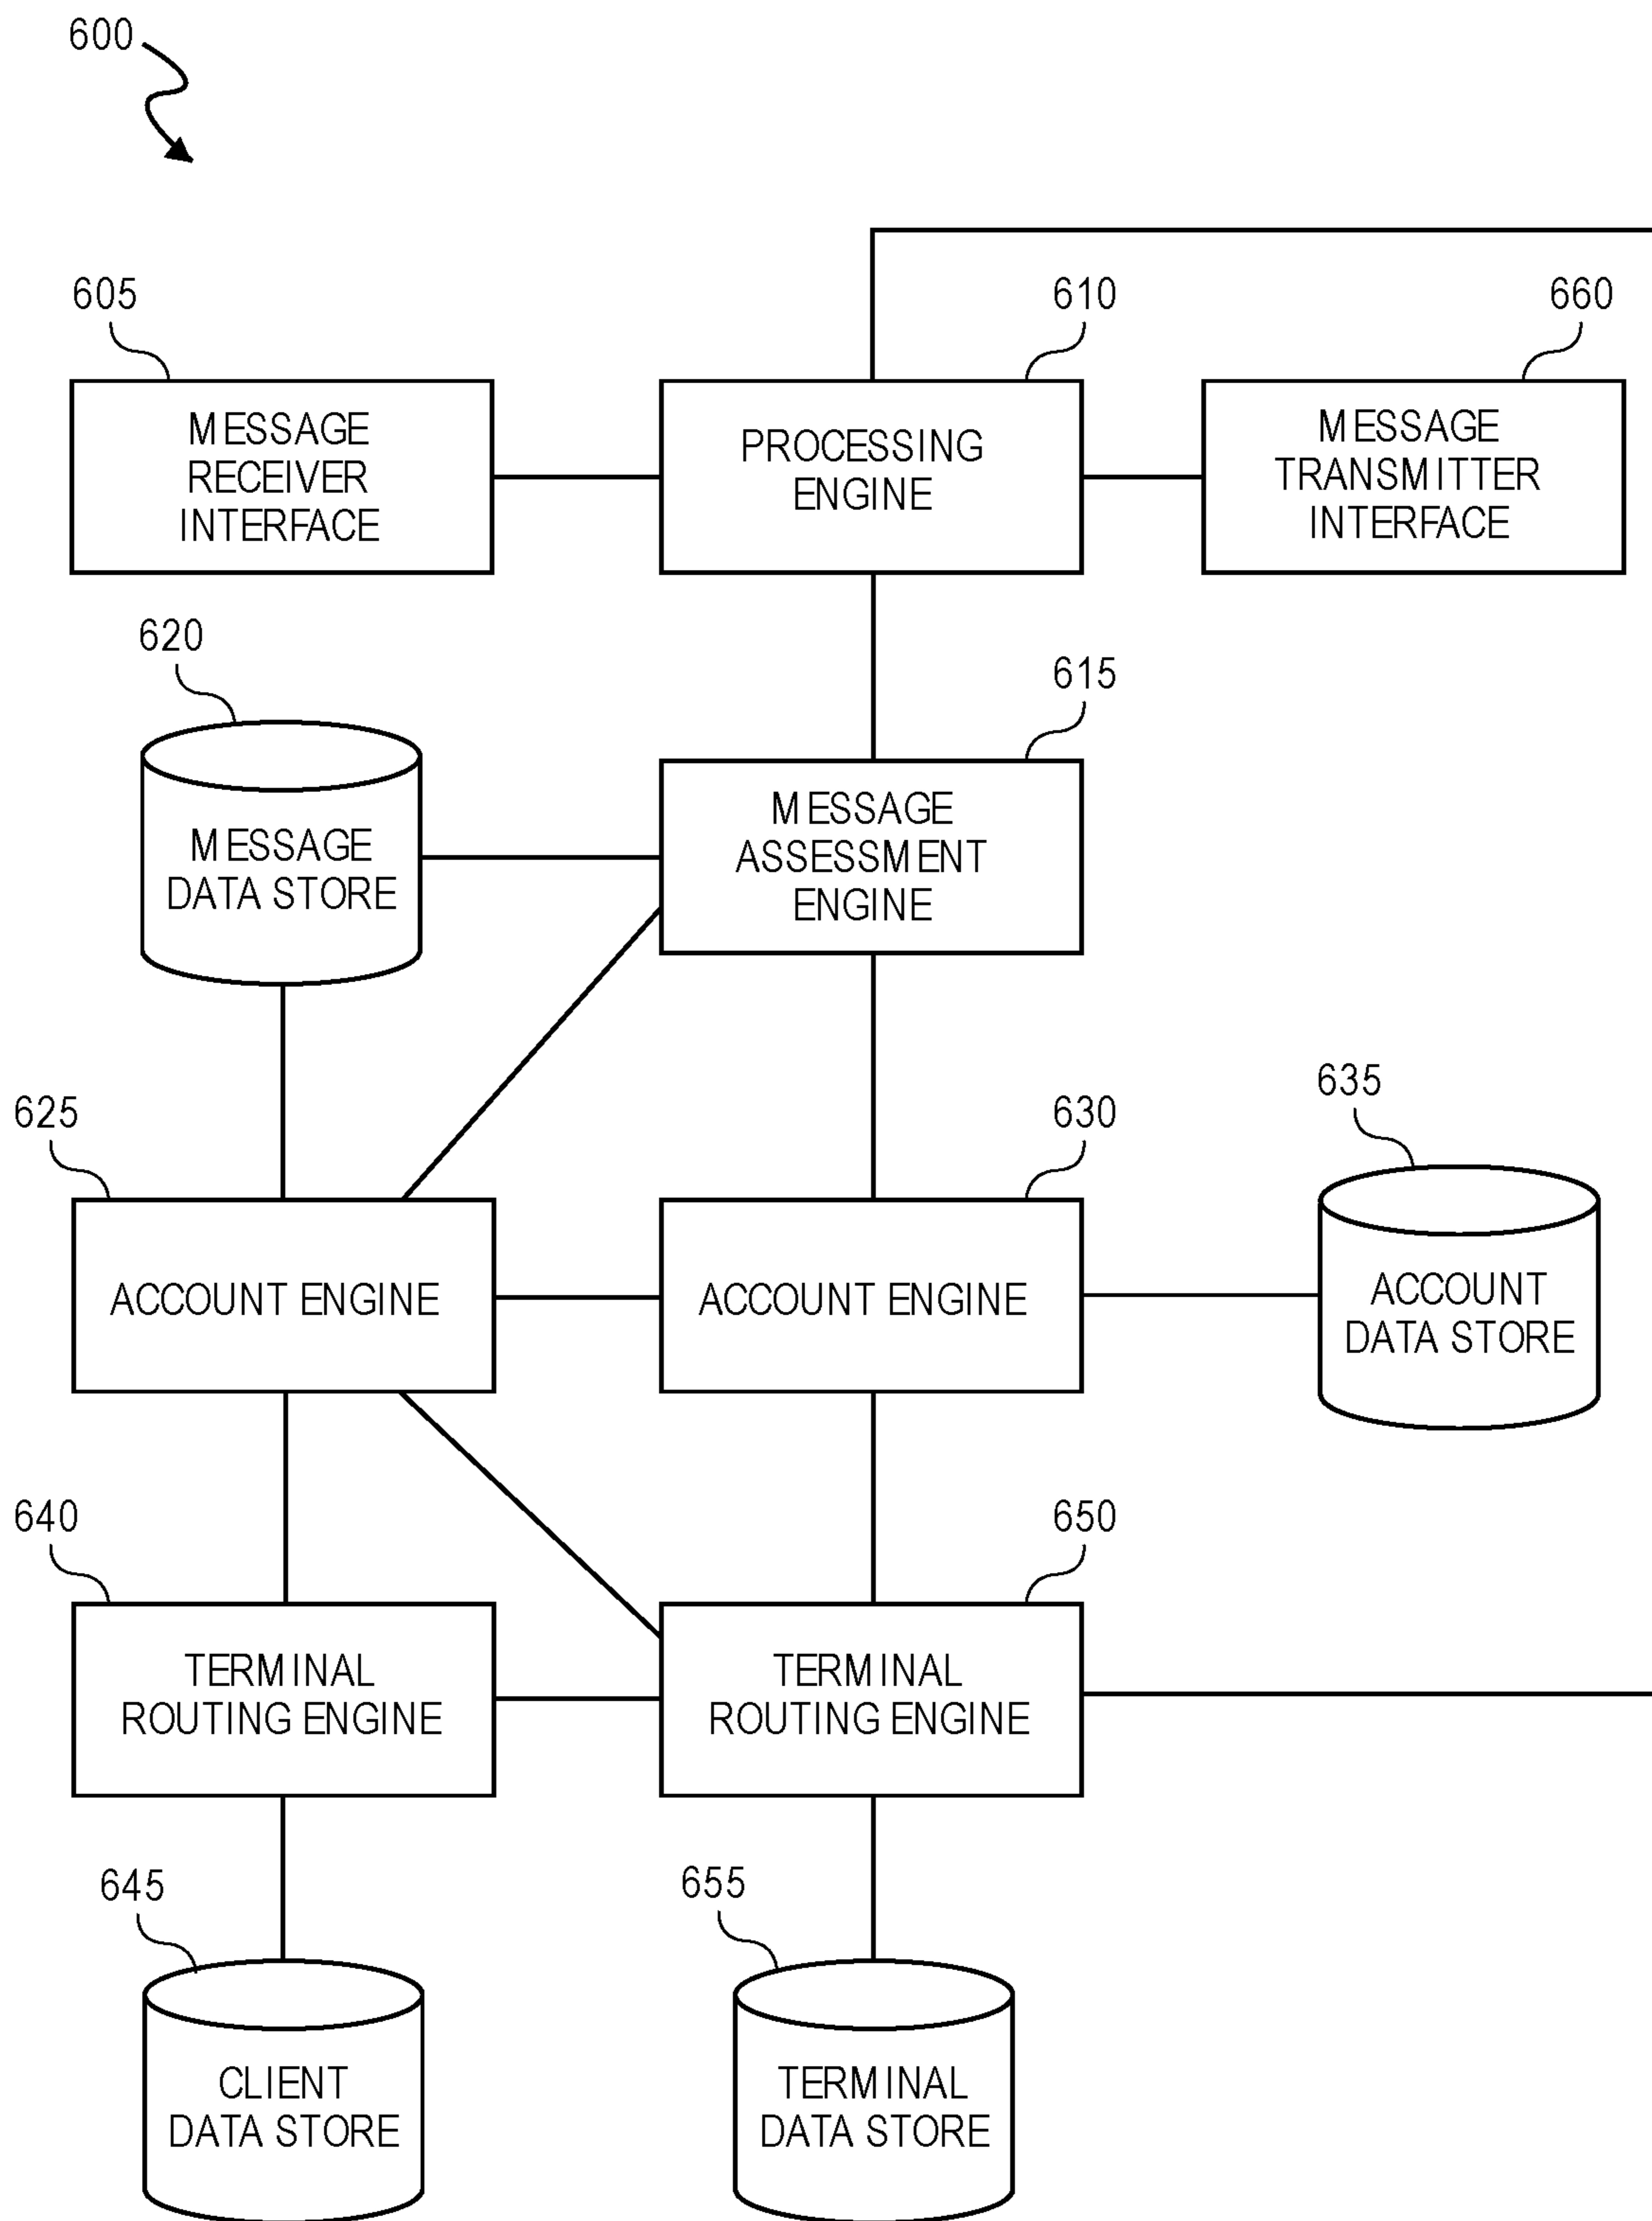 600
605
610
660
MESSAGE
RECEIVER
INTERFACE
PROCESSING
ENGINE
MESSAGE
TRANSMITTER
INTERFACE
620
615
MESSAGE
DATA STORE
MESSAGE
ASSESSMENT
ENGINE
625
630
635
ACCOUNT ENGINE
ACCOUNT ENGINE
ACCOUNT
DATA STORE
640
650
TERMINAL
ROUTING ENGINE
TERMINAL
ROUTING ENGINE
645
655
CLIENT
DATA STORE
TERMINAL
DATA STORE